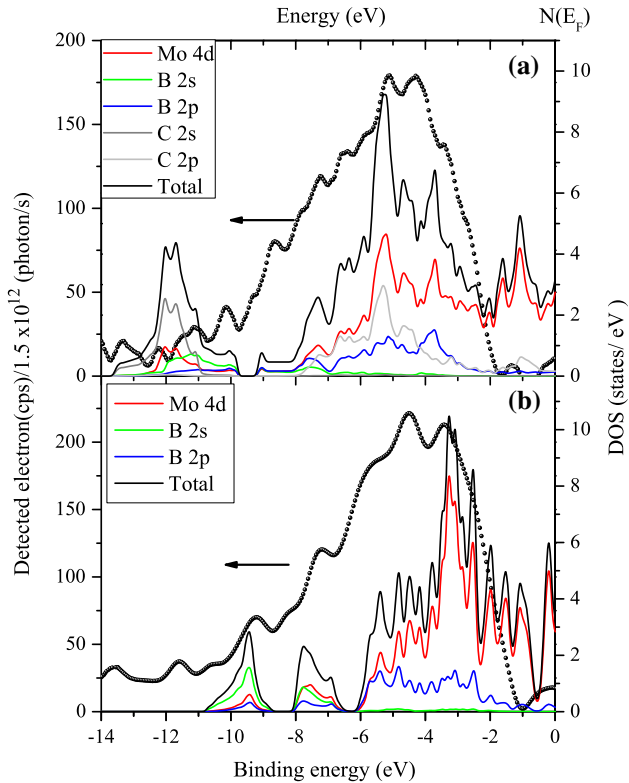 Energy (eV)
N(E_F)
200
150
100
50
0
10
8
6
4
2
0
(a)
Mo 4d
B 2s
B 2p
C 2s
C 2p
Total
Detected electron(cps)/1.5 x10^12 (photon/s)
DOS (states/ eV)
200
150
100
50
0
10
8
6
4
2
0
(b)
Mo 4d
B 2s
B 2p
Total
-14
-12
-10
-8
-6
-4
-2
0
Binding energy (eV)